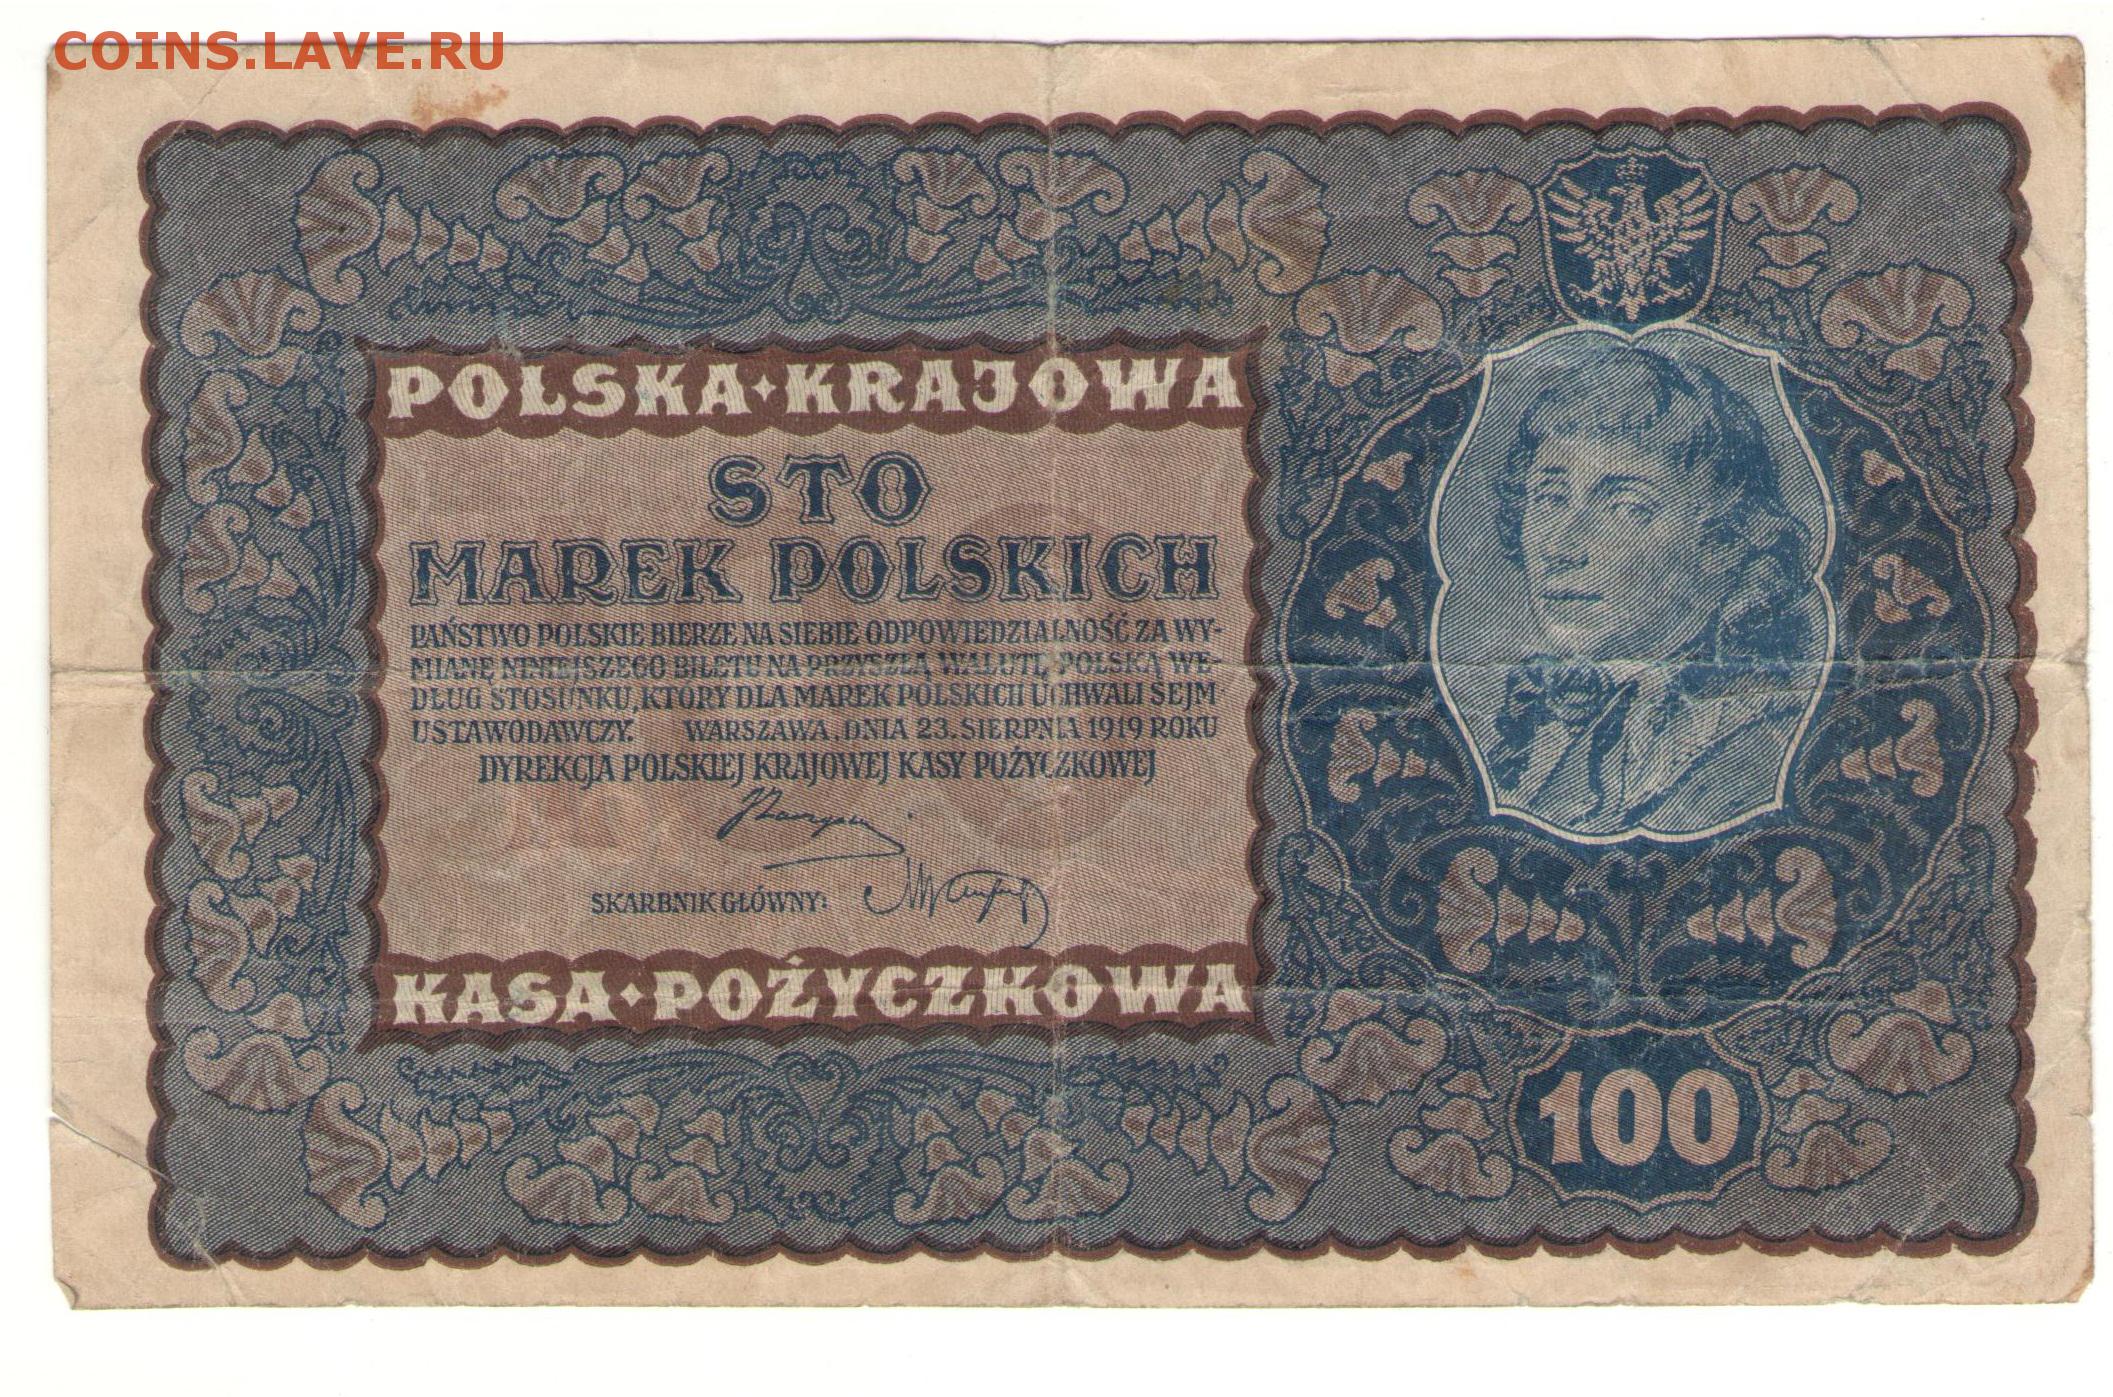 COINS.LAVE.RU
POLSKA·KRAJOWA
STO
MAREK POLSKICH
PAŃSTWO POLSKIE BIERZE NA SIEBIE ODPOWIEDZIALNOŚĆ ZA WY-
MIANĘ NINIEJSZEGO BILETU NA PRZYSZŁĄ WALUTĘ POLSKĄ WE-
DŁUG STOSUNKU, KTÓRY DLA MAREK POLSKICH UCHWALI SEJM
USTAWODAWCZY. WARSZAWA, DNIA 23. SIERPNIA 1919 ROKU
DYREKCJA POLSKIEJ KRAJOWEJ KASY POŻYCZKOWEJ
SKARBNIK GŁÓWNY:
KASA·POŻYCZKOWA
100